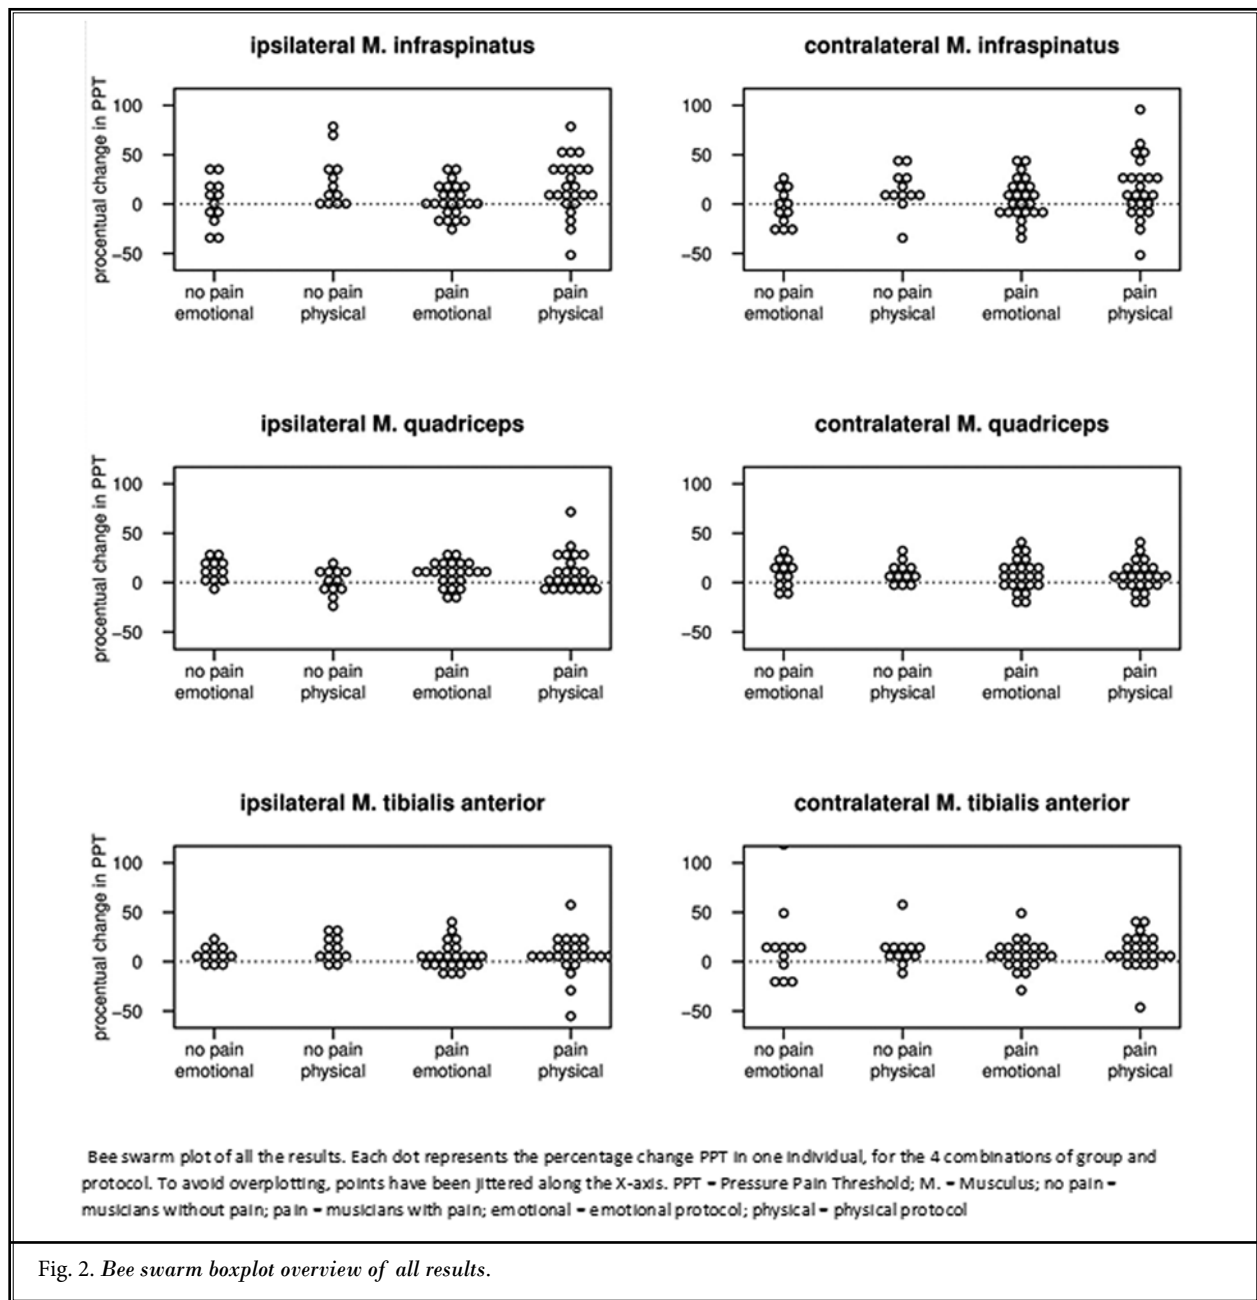 ipsilateral M. infraspinatus
procentual change in PPT
100
50
0
−50
no pain emotional
no pain physical
pain emotional
pain physical
contralateral M. infraspinatus
100
50
0
−50
no pain emotional
no pain physical
pain emotional
pain physical
ipsilateral M. quadriceps
procentual change in PPT
100
50
0
−50
no pain emotional
no pain physical
pain emotional
pain physical
contralateral M. quadriceps
100
50
0
−50
no pain emotional
no pain physical
pain emotional
pain physical
ipsilateral M. tibialis anterior
procentual change in PPT
100
50
0
−50
no pain emotional
no pain physical
pain emotional
pain physical
contralateral M. tibialis anterior
100
50
0
−50
no pain emotional
no pain physical
pain emotional
pain physical
Bee swarm plot of all the results. Each dot represents the percentage change PPT in one individual, for the 4 combinations of group and
protocol. To avoid overplotting, points have been jittered along the X-axis. PPT = Pressure Pain Threshold; M. = Musculus; no pain =
musicians without pain; pain = musicians with pain; emotional = emotional protocol; physical = physical protocol
Fig. 2. Bee swarm boxplot overview of all results.